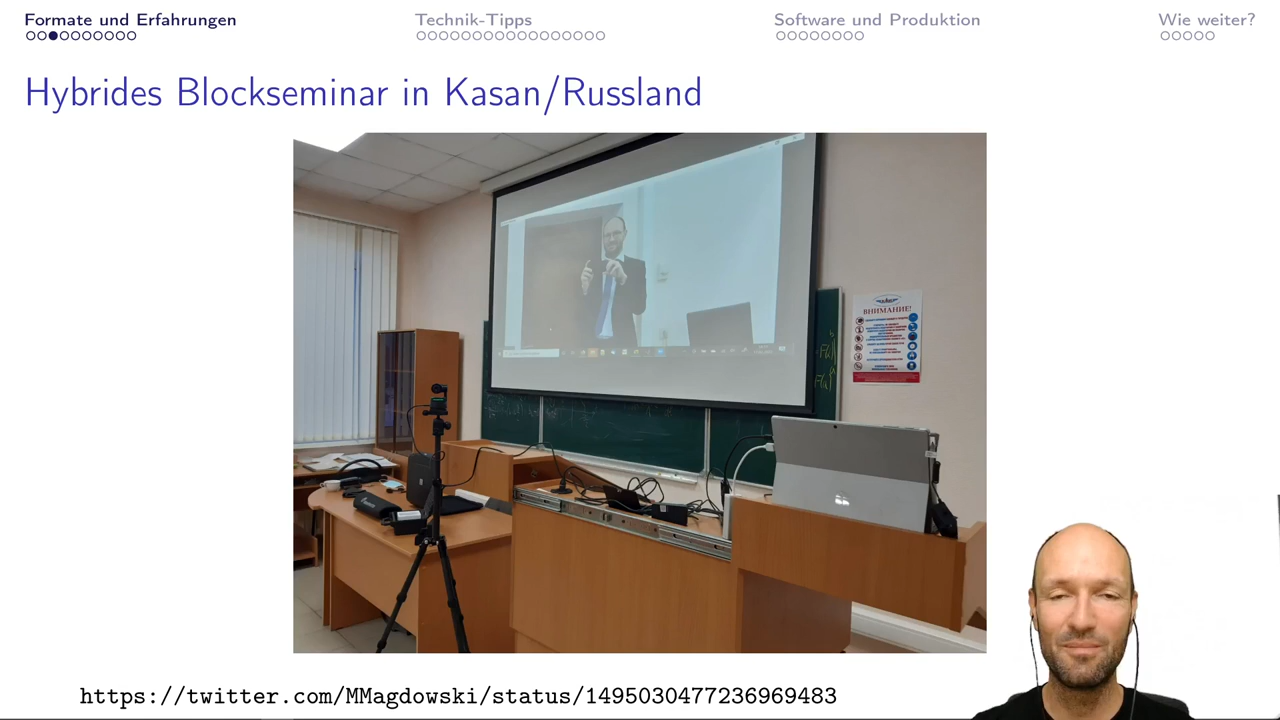 Formate und Erfahrungen
Technik-Tipps
Software und Produktion
Wie weiter?
Hybrides Blockseminar in Kasan/Russland
ВНИМАНИЕ!
https://twitter.com/MMagdowski/status/1495030477236969483